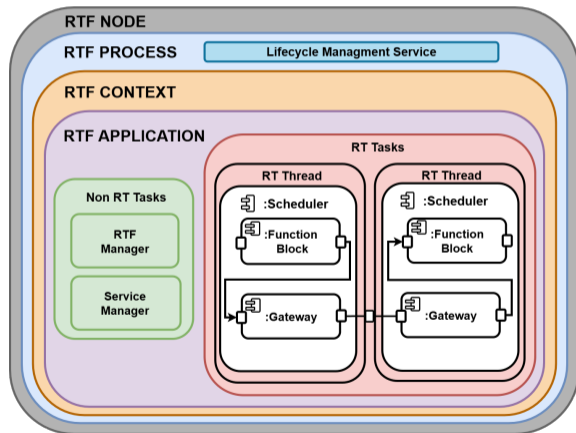 RTF NODE
RTF PROCESS
Lifecycle Managment Service
RTF CONTEXT
RTF APPLICATION
RT Tasks
Non RT Tasks
RTF
Manager
Service
Manager
RT Thread
:Scheduler
:Function
Block
:Gateway
RT Thread
:Scheduler
:Function
Block
:Gateway